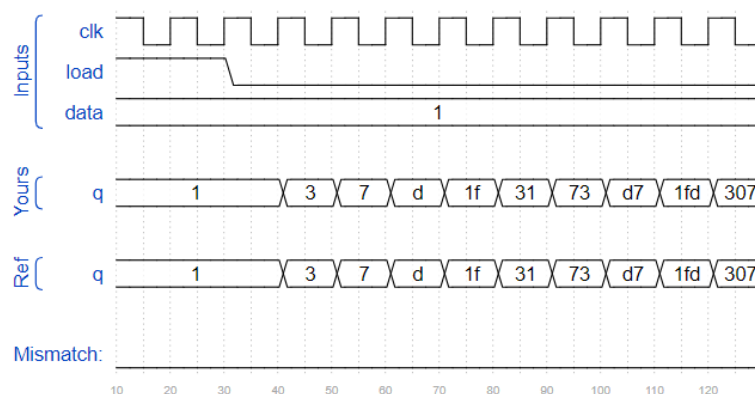 Inputs
clk
load
data 1
Yours
q 1 3 7 d 1f 31 73 d7 1fd 307
Ref
q 1 3 7 d 1f 31 73 d7 1fd 307
Mismatch:
10 20 30 40 50 60 70 80 90 100 110 120